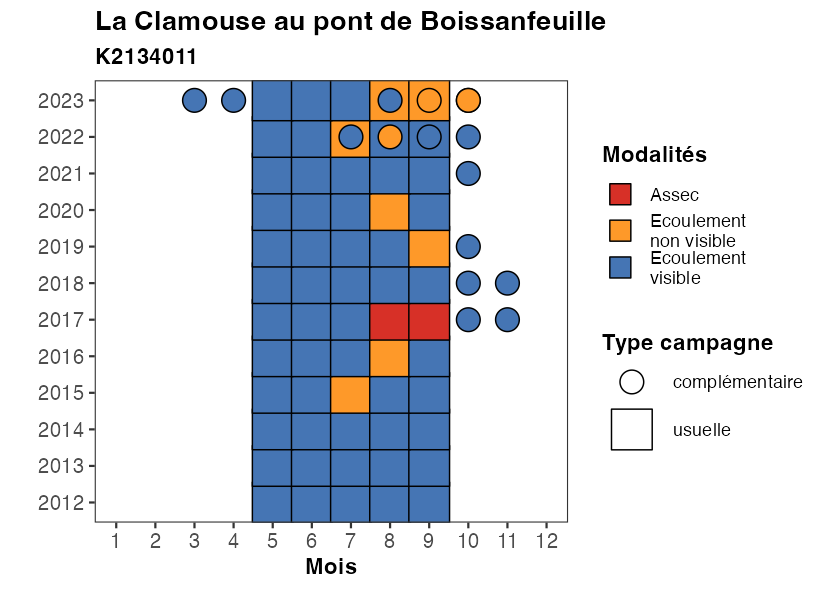 La Clamouse au pont de Boissanfeuille
K2134011
2023
2022
2021
2020
2019
2018
2017
2016
2015
2014
2013
2012
1 2 3 4 5 6 7 8 9 10 11 12
Mois
Modalités
Assec
Ecoulement
non visible
Ecoulement
visible
Type campagne
complémentaire
usuelle